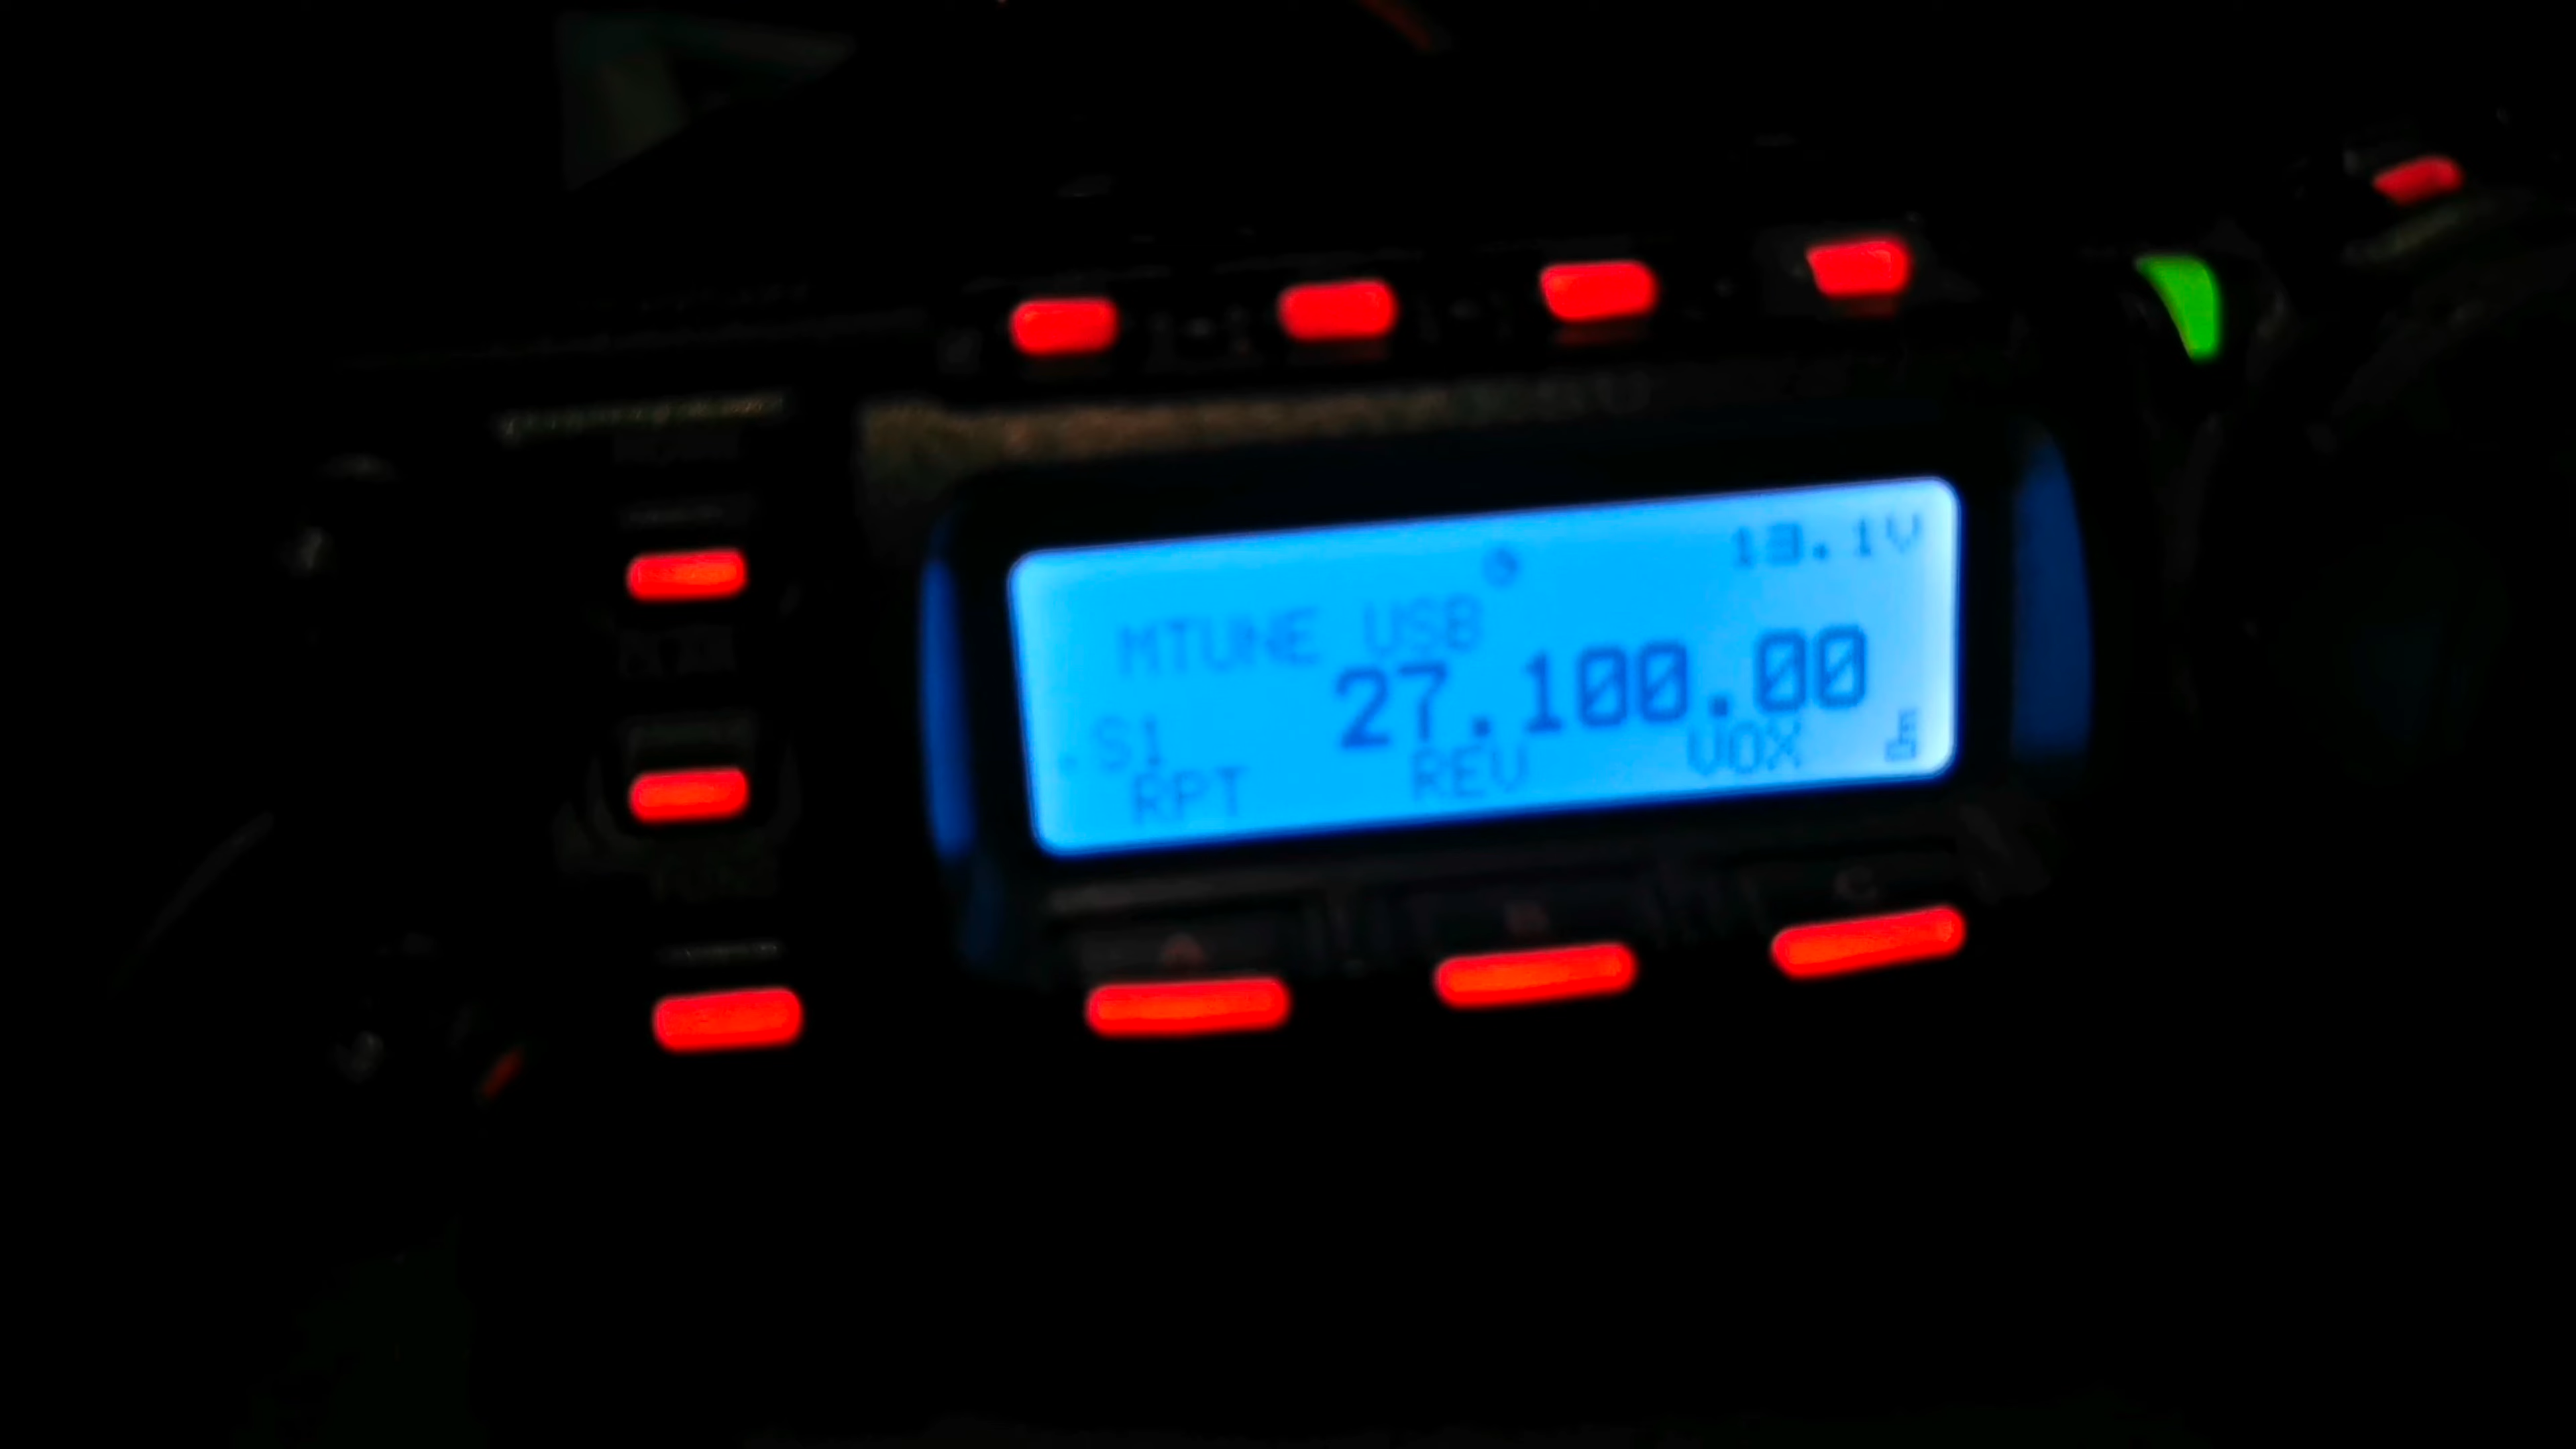 13.1V
MTUNE USB
27.100.00
S1
RPT REV VOX
A B C